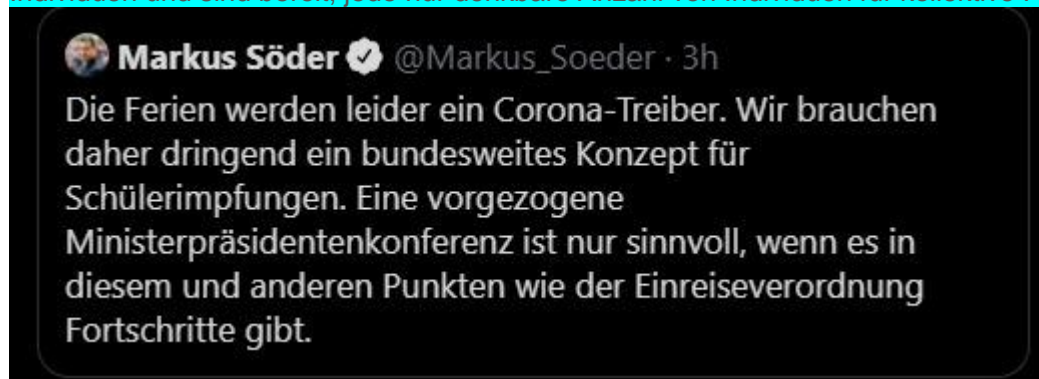 Markus Söder @Markus_Soeder · 3h
Die Ferien werden leider ein Corona-Treiber. Wir brauchen
daher dringend ein bundesweites Konzept für
Schülerimpfungen. Eine vorgezogene
Ministerpräsidentenkonferenz ist nur sinnvoll, wenn es in
diesem und anderen Punkten wie der Einreiseverordnung
Fortschritte gibt.